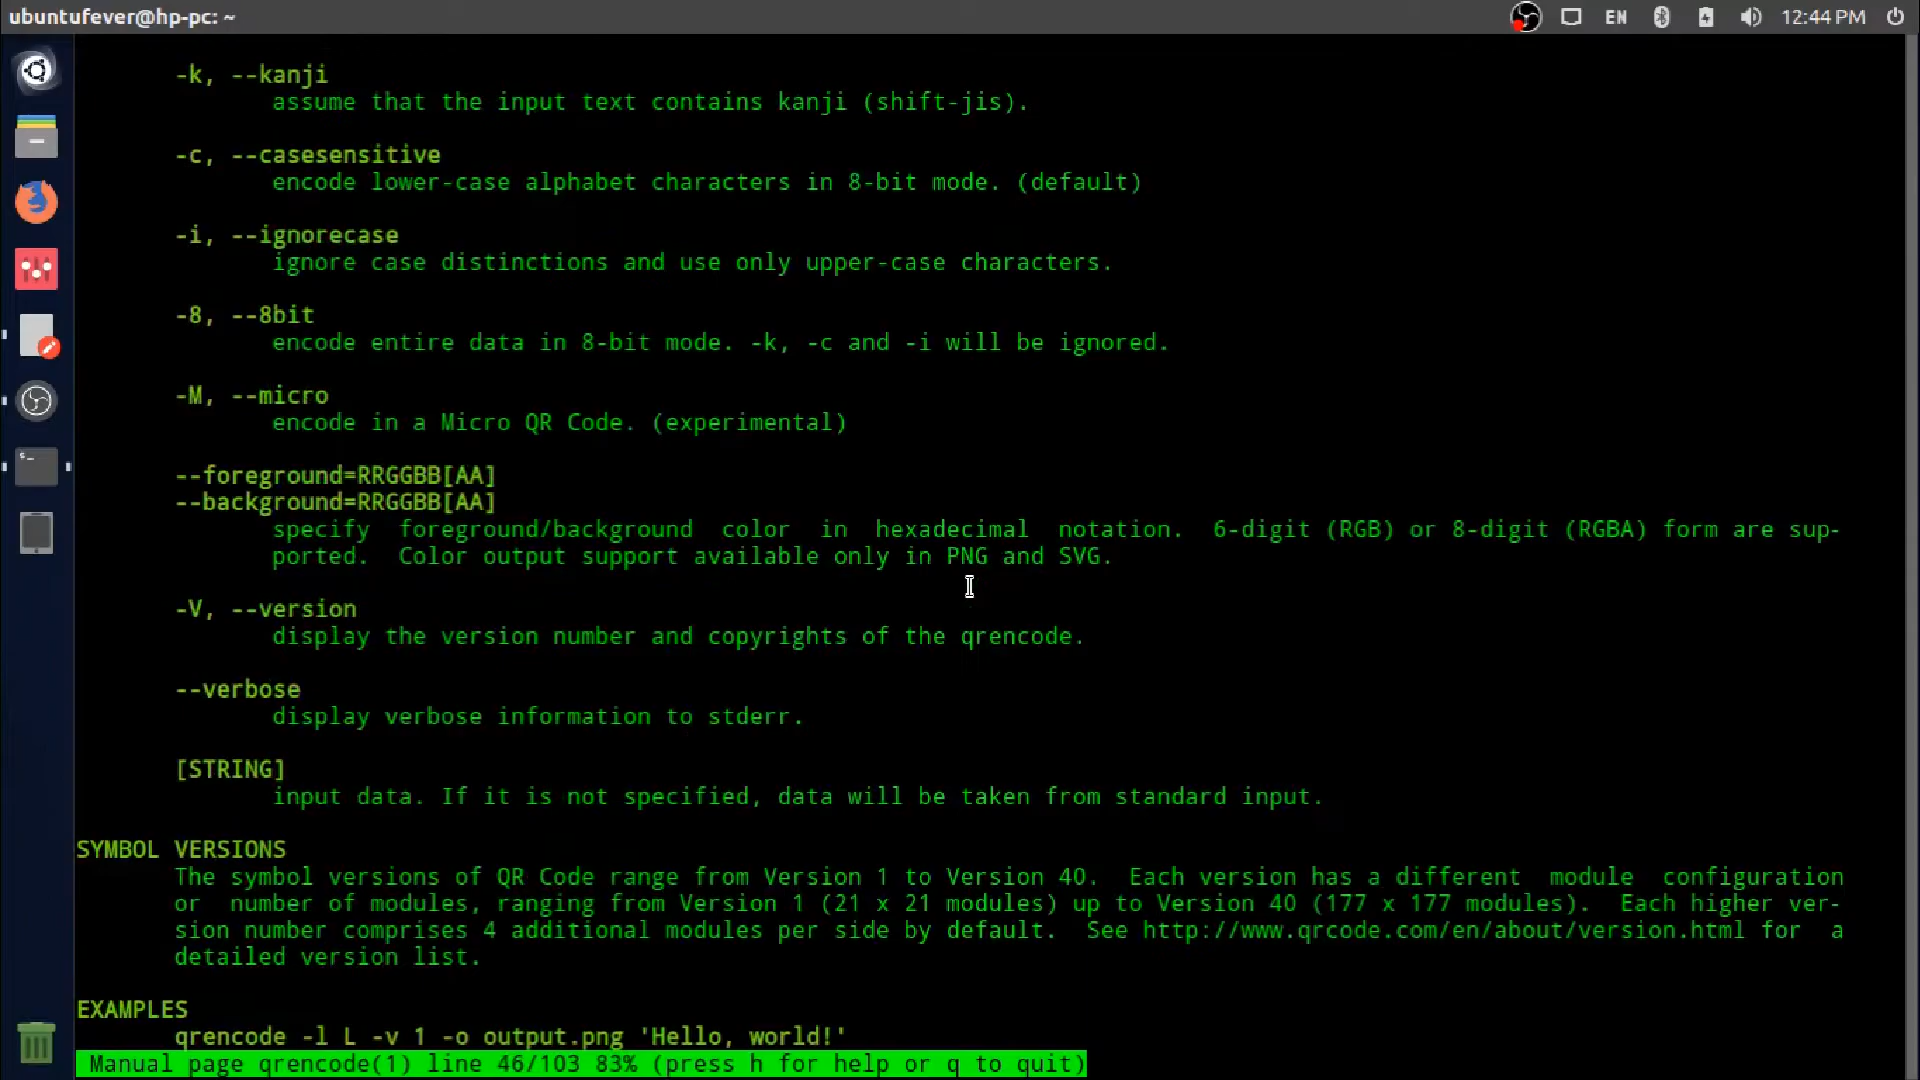 ubuntufever@hp-pc: ~
EN
12:44 PM
-k, --kanji
assume that the input text contains kanji (shift-jis).
-c, --casesensitive
encode lower-case alphabet characters in 8-bit mode. (default)
-i, --ignorecase
ignore case distinctions and use only upper-case characters.
-8, --8bit
encode entire data in 8-bit mode. -k, -c and -i will be ignored.
-M, --micro
encode in a Micro QR Code. (experimental)
--foreground=RRGGBB[AA]
--background=RRGGBB[AA]
specify foreground/background color in hexadecimal notation. 6-digit (RGB) or 8-digit (RGBA) form are sup-
ported. Color output support available only in PNG and SVG.
-V, --version
display the version number and copyrights of the qrencode.
--verbose
display verbose information to stderr.
[STRING]
input data. If it is not specified, data will be taken from standard input.
SYMBOL VERSIONS
The symbol versions of QR Code range from Version 1 to Version 40. Each version has a different module configuration
or number of modules, ranging from Version 1 (21 x 21 modules) up to Version 40 (177 x 177 modules). Each higher ver-
sion number comprises 4 additional modules per side by default. See http://www.qrcode.com/en/about/version.html for a
detailed version list.
EXAMPLES
qrencode -l L -v 1 -o output.png 'Hello, world!'
Manual page qrencode(1) line 46/103 83% (press h for help or q to quit)